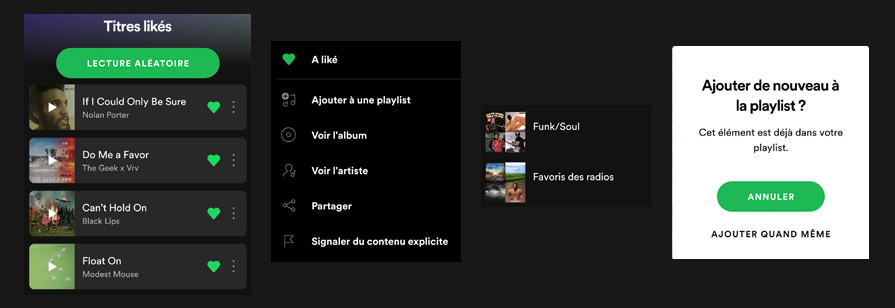 Titres likés
LECTURE ALÉATOIRE
If I Could Only Be Sure
Nolan Porter
Do Me a Favor
The Geek x Vrv
Can't Hold On
Black Lips
Float On
Modest Mouse
A liké
Ajouter à une playlist
Voir l'album
Voir l'artiste
Partager
Signaler du contenu explicite
Funk/Soul
Favoris des radios
Ajouter de nouveau à
la playlist ?
Cet élément est déjà dans votre
playlist.
ANNULER
AJOUTER QUAND MÊME